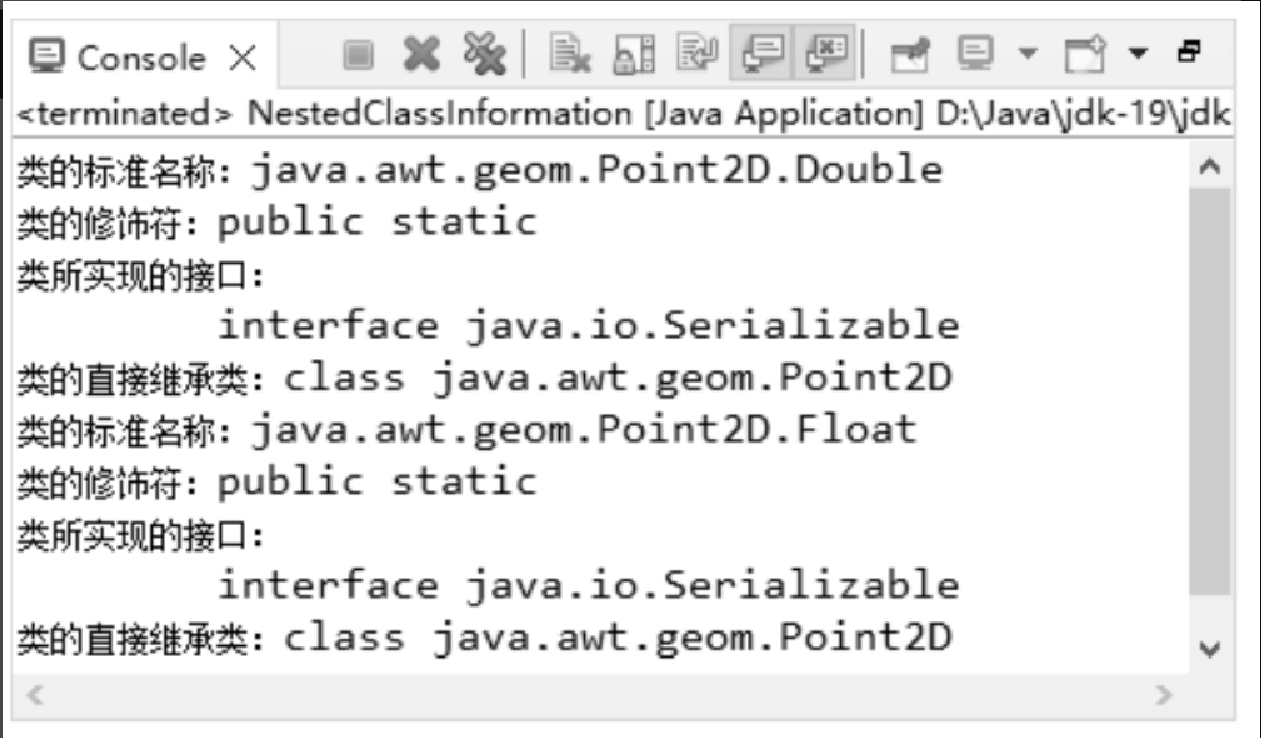 Console
<terminated> NestedClassInformation [Java Application] D:\Java\jdk-19\jdk
类的标准名称：java.awt.geom.Point2D.Double
类的修饰符：public static
类所实现的接口：
interface java.io.Serializable
类的直接继承类：class java.awt.geom.Point2D
类的标准名称：java.awt.geom.Point2D.Float
类的修饰符：public static
类所实现的接口：
interface java.io.Serializable
类的直接继承类：class java.awt.geom.Point2D